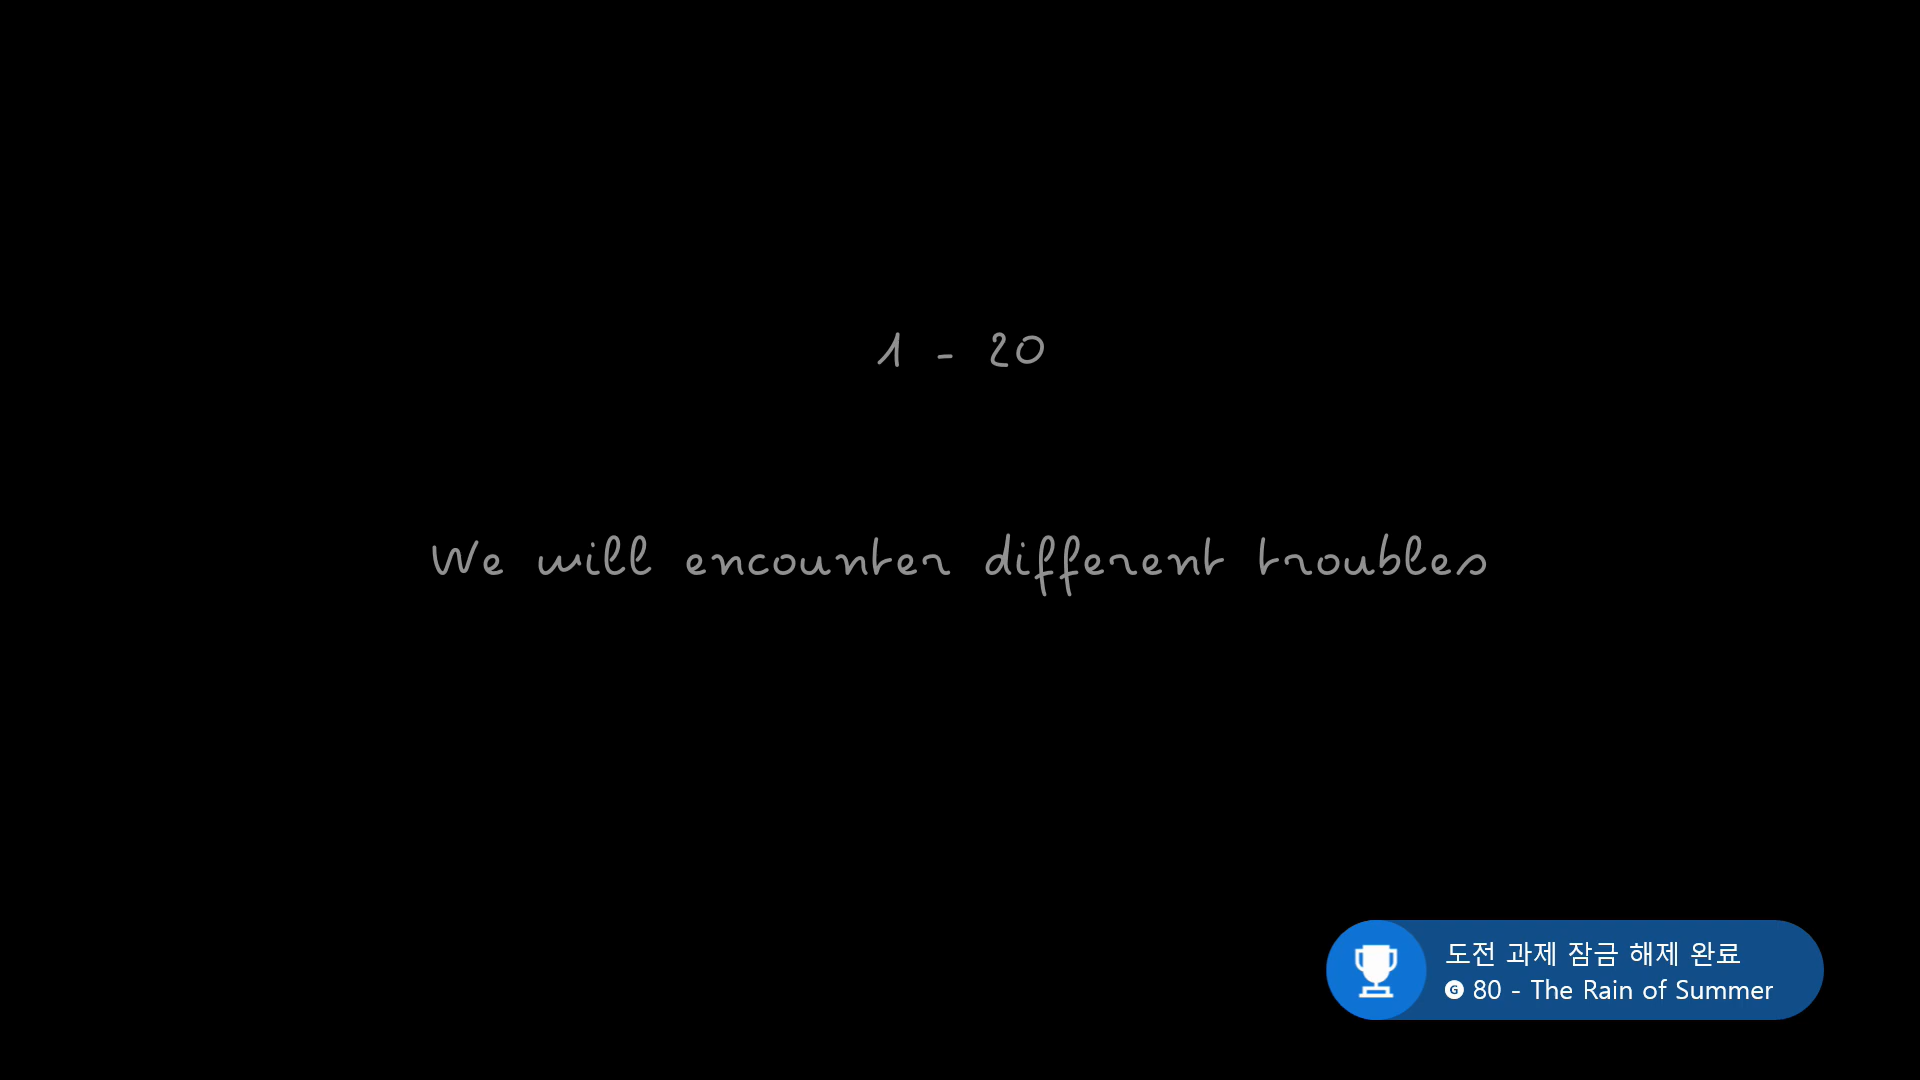 1 - 20
We will encounter different troubles
도전 과제 잠금 해제 완료
G 80 - The Rain of Summer